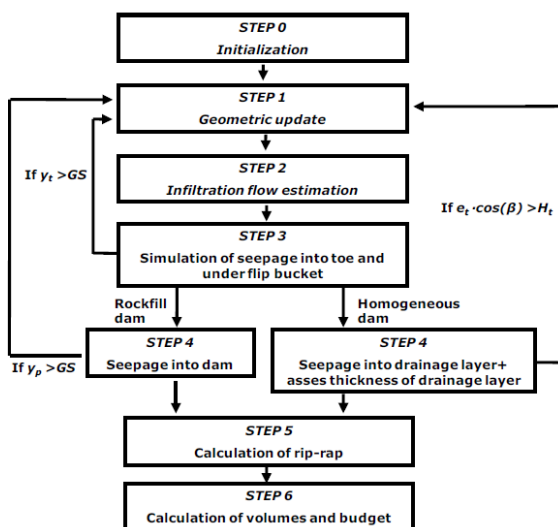 STEP 0
Initialization
STEP 1
Geometric update
If yt >GS
STEP 2
Infiltration flow estimation
If et ·cos(β) >Ht
STEP 3
Simulation of seepage into toe and
under flip bucket
Rockfill
dam
Homogeneous
dam
STEP 4
Seepage into dam
If yp >GS
STEP 4
Seepage into drainage layer+
asses thickness of drainage layer
STEP 5
Calculation of rip-rap
STEP 6
Calculation of volumes and budget